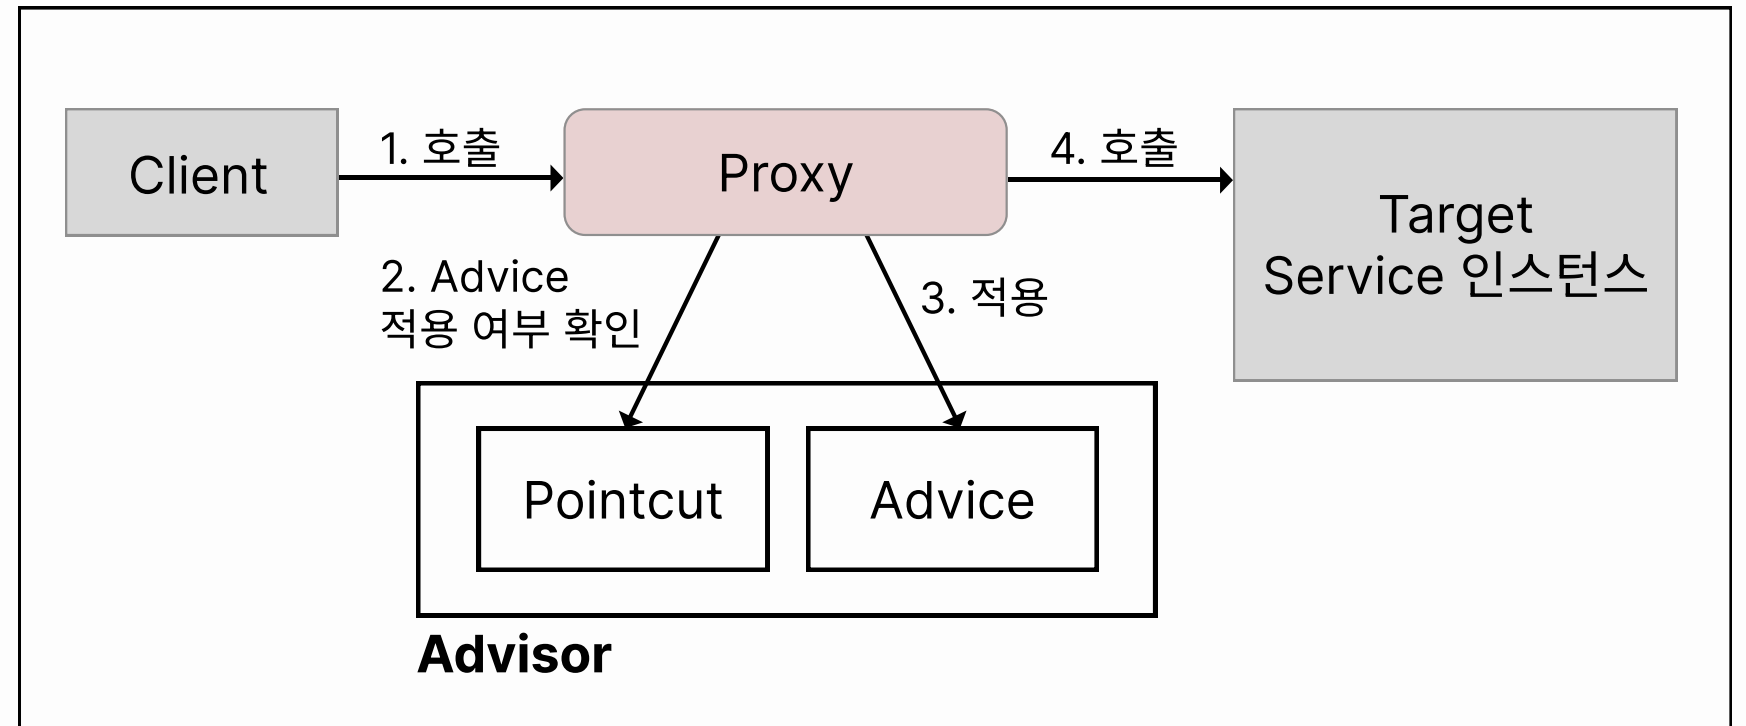 Client
1. 호출
Proxy
4. 호출
Target
Service 인스턴스
2. Advice
적용 여부 확인
3. 적용
Pointcut
Advice
Advisor